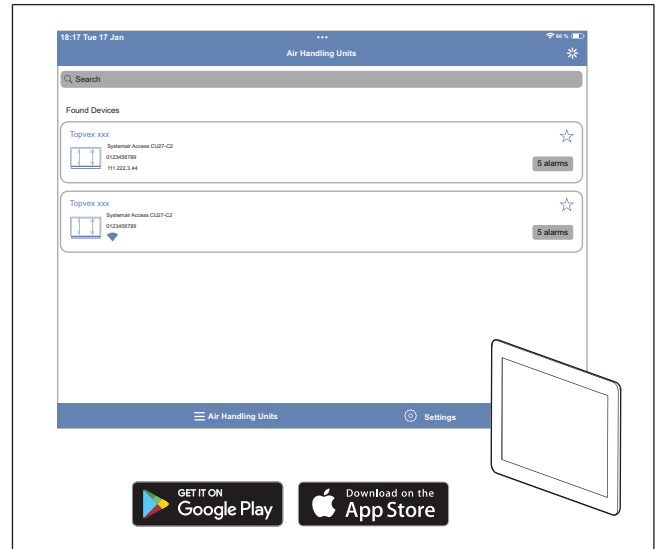 18:17 Tue 17 Jan
60 %
Air Handling Units
Search
Found Devices
Topvex xxx
Systemair Access CU27-C2
0123456789
111.222.3.44
5 alarms
Topvex xxx
Systemair Access CU27-C2
0123456789
5 alarms
Air Handling Units
Settings
GET IT ON
Google Play
Download on the
App Store